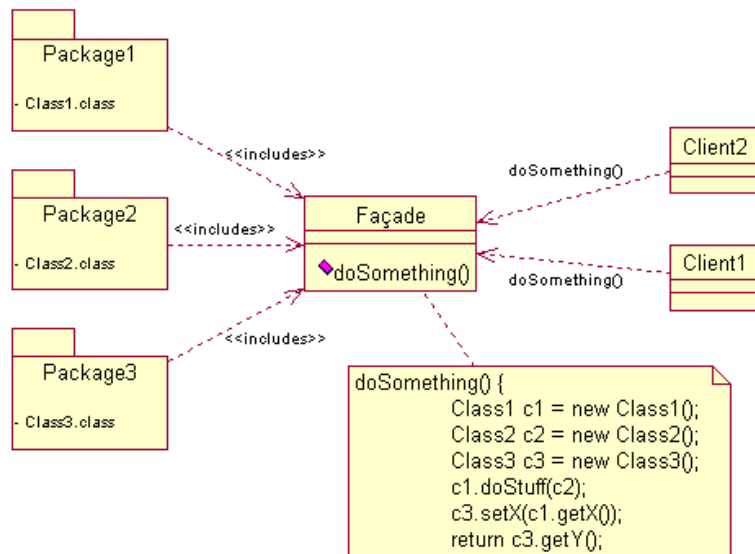 Package1
- Class1.class
<<includes>>
Package2
- Class2.class
<<includes>>
Package3
- Class3.class
<<includes>>
Façade
doSomething()
Client2
doSomething()
Client1
doSomething()
doSomething() {
Class1 c1 = new Class1();
Class2 c2 = new Class2();
Class3 c3 = new Class3();
c1.doStuff(c2);
c3.setX(c1.getX());
return c3.getY();